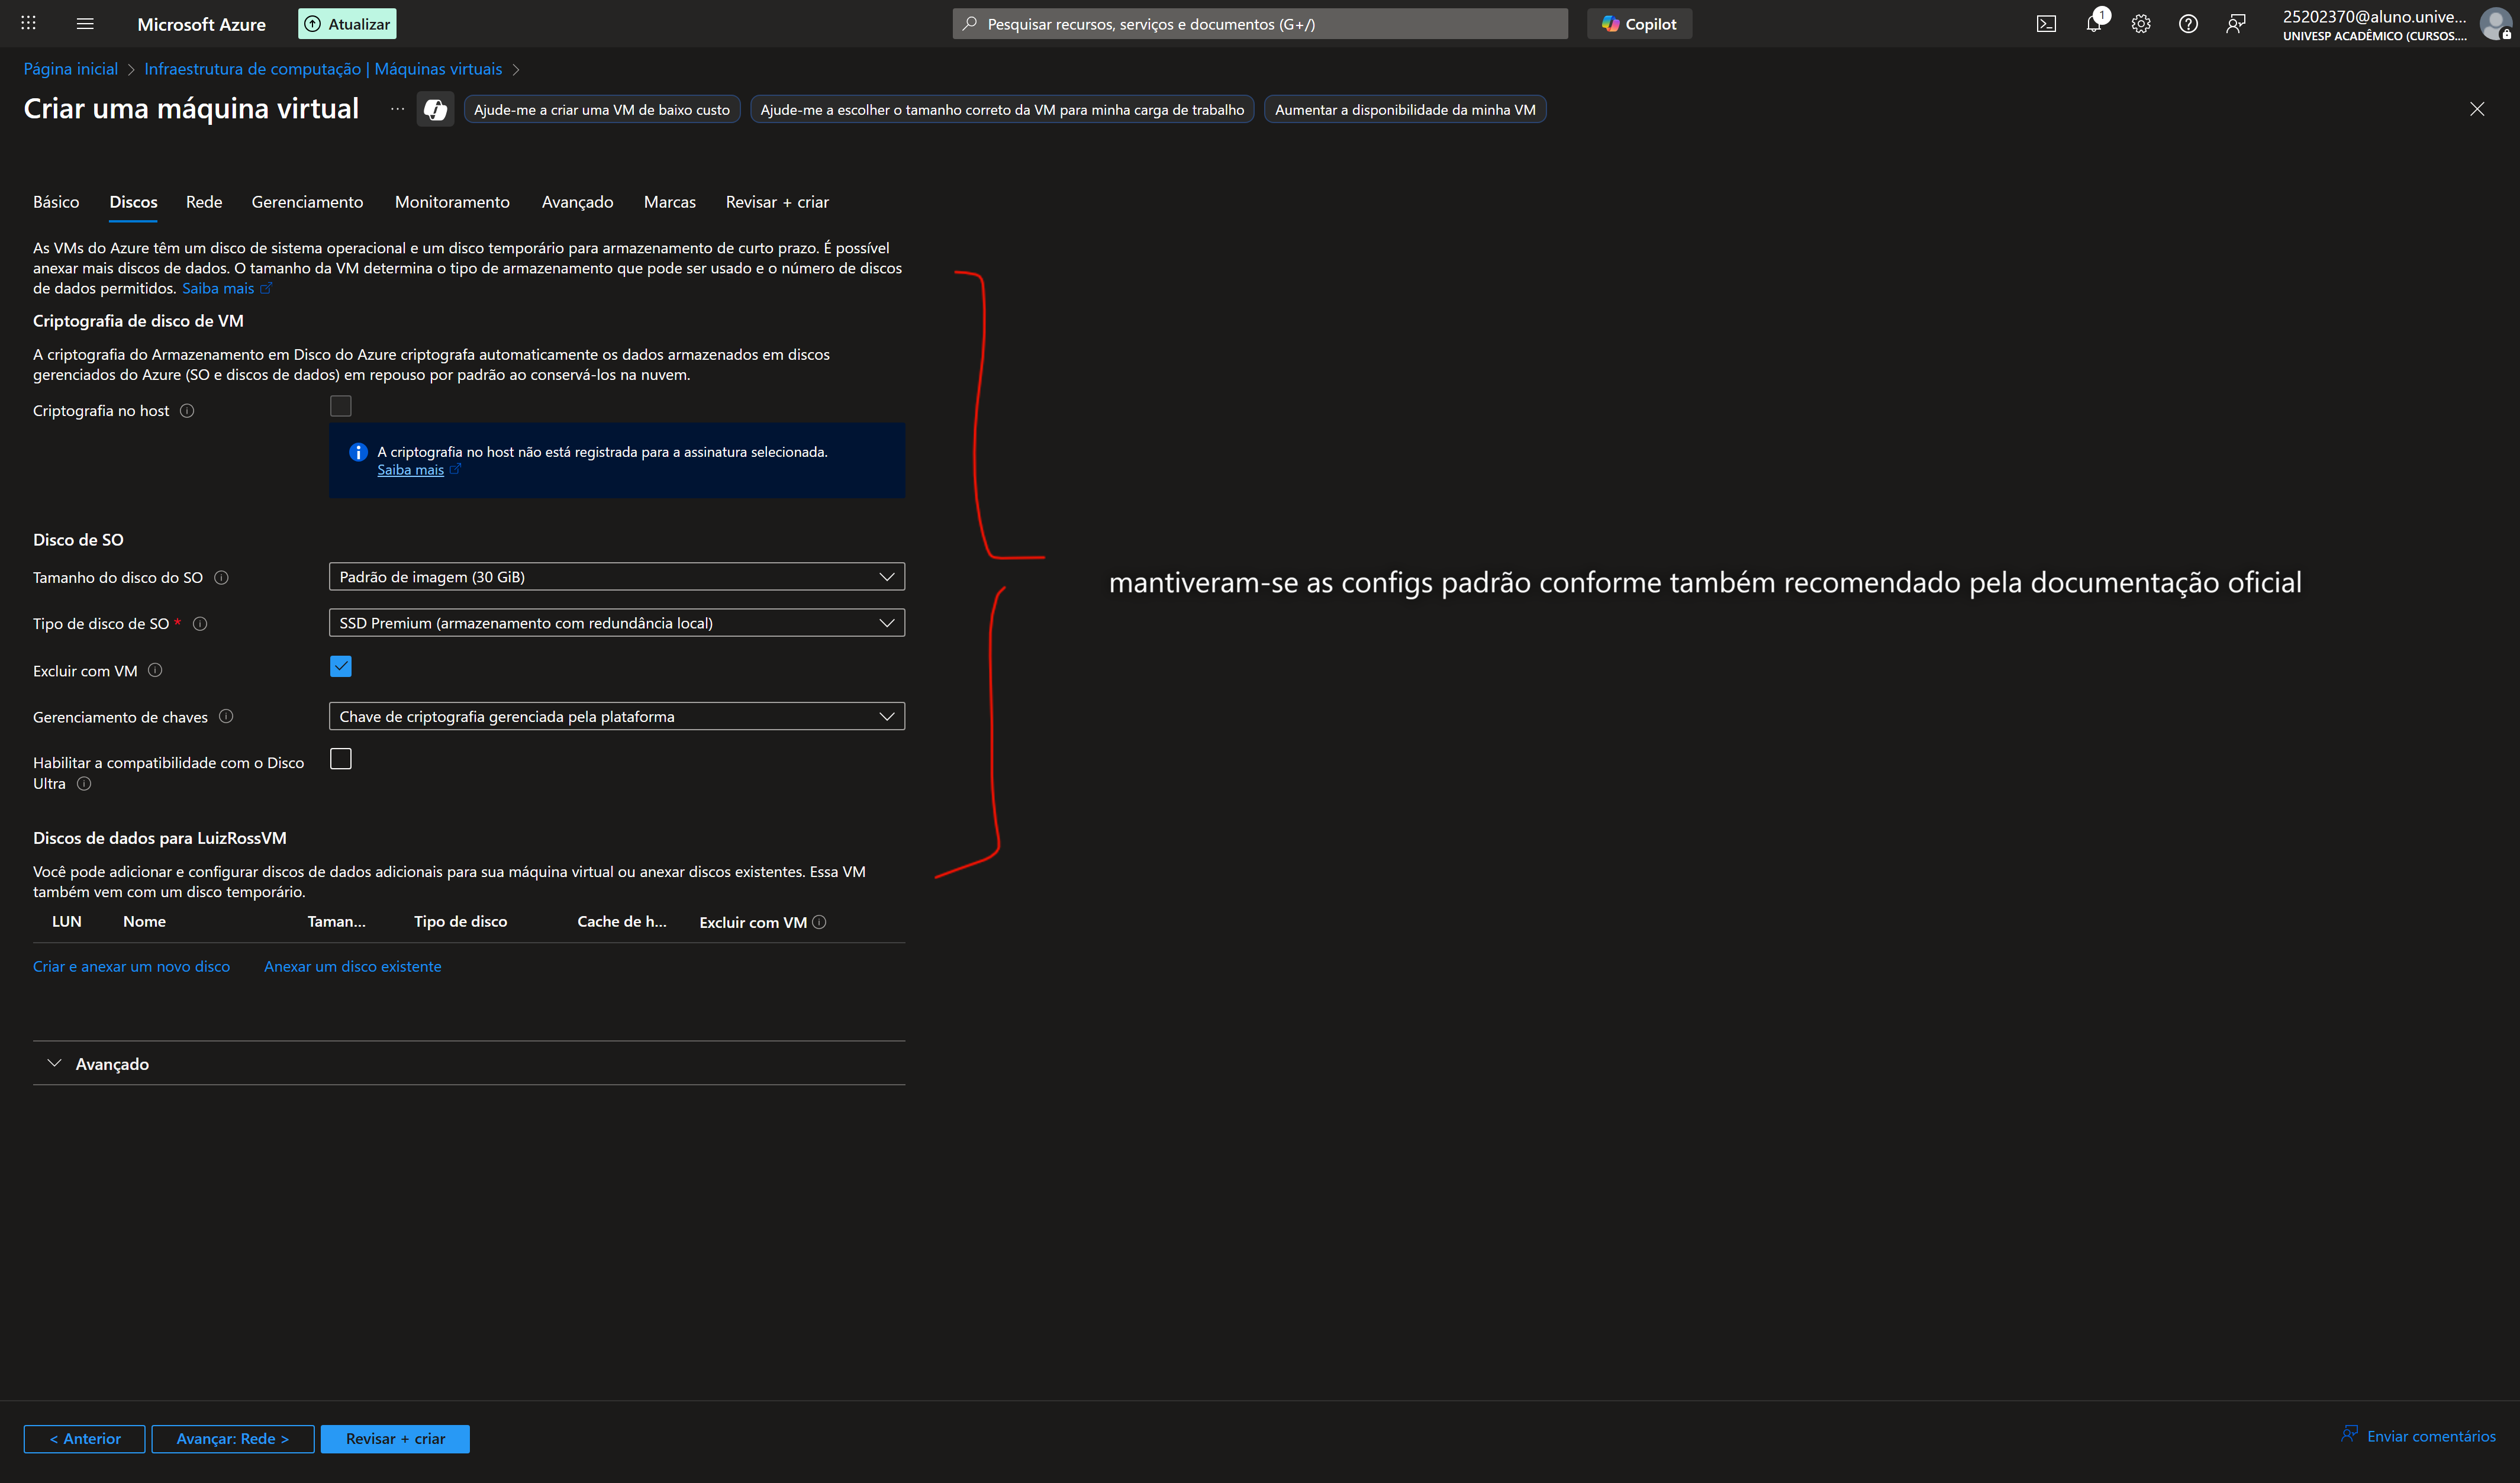 Microsoft Azure
Atualizar
Pesquisar recursos, serviços e documentos (G+/)
Copilot
1
25202370@aluno.unive...
UNIVESP ACADÊMICO (CURSOS....
Página inicial > Infraestrutura de computação | Máquinas virtuais >
Criar uma máquina virtual ...
Ajude-me a criar uma VM de baixo custo
Ajude-me a escolher o tamanho correto da VM para minha carga de trabalho
Aumentar a disponibilidade da minha VM
Básico Discos Rede Gerenciamento Monitoramento Avançado Marcas Revisar + criar
As VMs do Azure têm um disco de sistema operacional e um disco temporário para armazenamento de curto prazo. É possível
anexar mais discos de dados. O tamanho da VM determina o tipo de armazenamento que pode ser usado e o número de discos
de dados permitidos. Saiba mais
Criptografia de disco de VM
A criptografia do Armazenamento em Disco do Azure criptografa automaticamente os dados armazenados em discos
gerenciados do Azure (SO e discos de dados) em repouso por padrão ao conservá-los na nuvem.
Criptografia no host
A criptografia no host não está registrada para a assinatura selecionada.
Saiba mais
Disco de SO
Tamanho do disco do SO
Padrão de imagem (30 GiB)
mantiveram-se as configs padrão conforme também recomendado pela documentação oficial
Tipo de disco de SO *
SSD Premium (armazenamento com redundância local)
Excluir com VM
Gerenciamento de chaves
Chave de criptografia gerenciada pela plataforma
Habilitar a compatibilidade com o Disco
Ultra
Discos de dados para LuizRossVM
Você pode adicionar e configurar discos de dados adicionais para sua máquina virtual ou anexar discos existentes. Essa VM
também vem com um disco temporário.
LUN Nome Taman... Tipo de disco Cache de h... Excluir com VM
Criar e anexar um novo disco Anexar um disco existente
Avançado
< Anterior Avançar: Rede > Revisar + criar
Enviar comentários